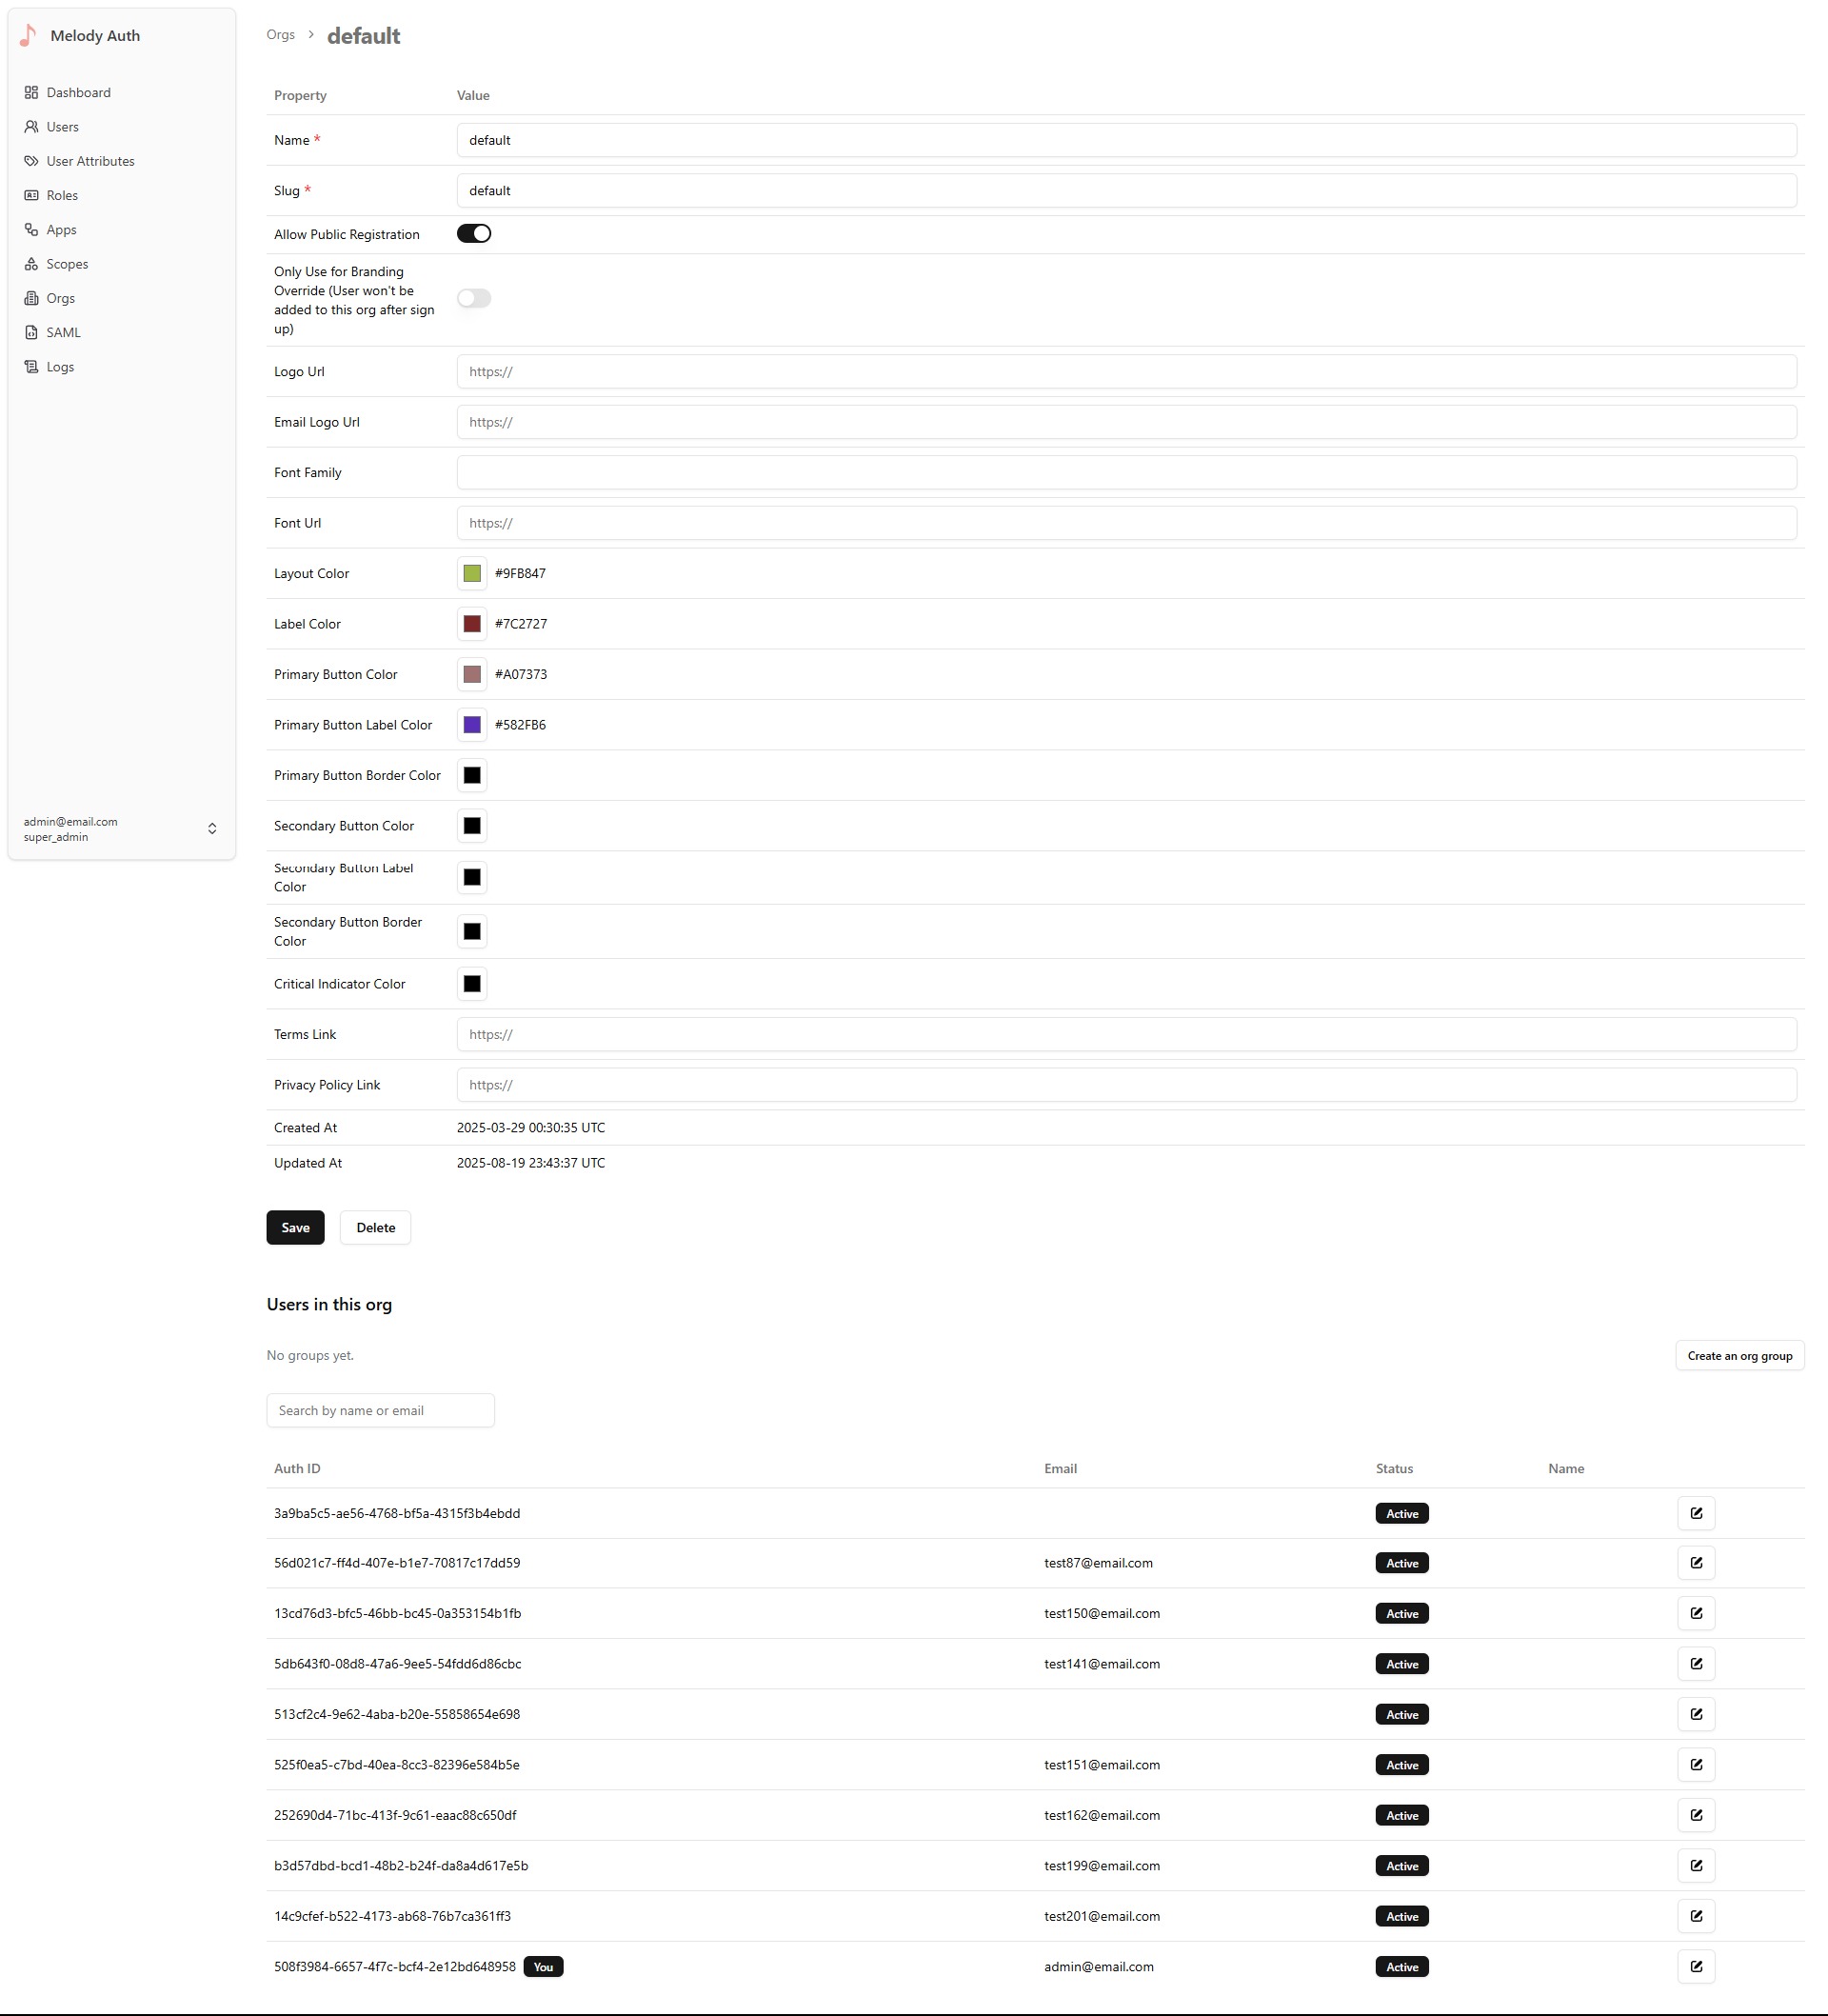 Melody Auth
Dashboard
Users
User Attributes
Roles
Apps
Scopes
Orgs
SAML
Logs
admin@email.com
super_admin
Orgs > default
Property Value
Name * default
Slug * default
Allow Public Registration
Only Use for Branding
Override (User won't be
added to this org after sign
up)
Logo Url https://
Email Logo Url https://
Font Family
Font Url https://
Layout Color #9FB847
Label Color #7C2727
Primary Button Color #A07373
Primary Button Label Color #582FB6
Primary Button Border Color
Secondary Button Color
Secondary Button Label
Color
Secondary Button Border
Color
Critical Indicator Color
Terms Link https://
Privacy Policy Link https://
Created At 2025-03-29 00:30:35 UTC
Updated At 2025-08-19 23:43:37 UTC
Save Delete
Users in this org
No groups yet. Create an org group
Search by name or email
Auth ID Email Status Name
3a9ba5c5-ae56-4768-bf5a-4315f3b4ebdd Active
56d021c7-ff4d-407e-b1e7-70817c17dd59 test87@email.com Active
13cd76d3-bfc5-46bb-bc45-0a353154b1fb test150@email.com Active
5db643f0-08d8-47a6-9ee5-54fdd6d86cbc test141@email.com Active
513cf2c4-9e62-4aba-b20e-55858654e698 Active
525f0ea5-c7bd-40ea-8cc3-82396e584b5e test151@email.com Active
252690d4-71bc-413f-9c61-eaac88c650df test162@email.com Active
b3d57dbd-bcd1-48b2-b24f-da8a4d617e5b test199@email.com Active
14c9cfef-b522-4173-ab68-76b7ca361ff3 test201@email.com Active
508f3984-6657-4f7c-bcf4-2e12bd648958 You admin@email.com Active